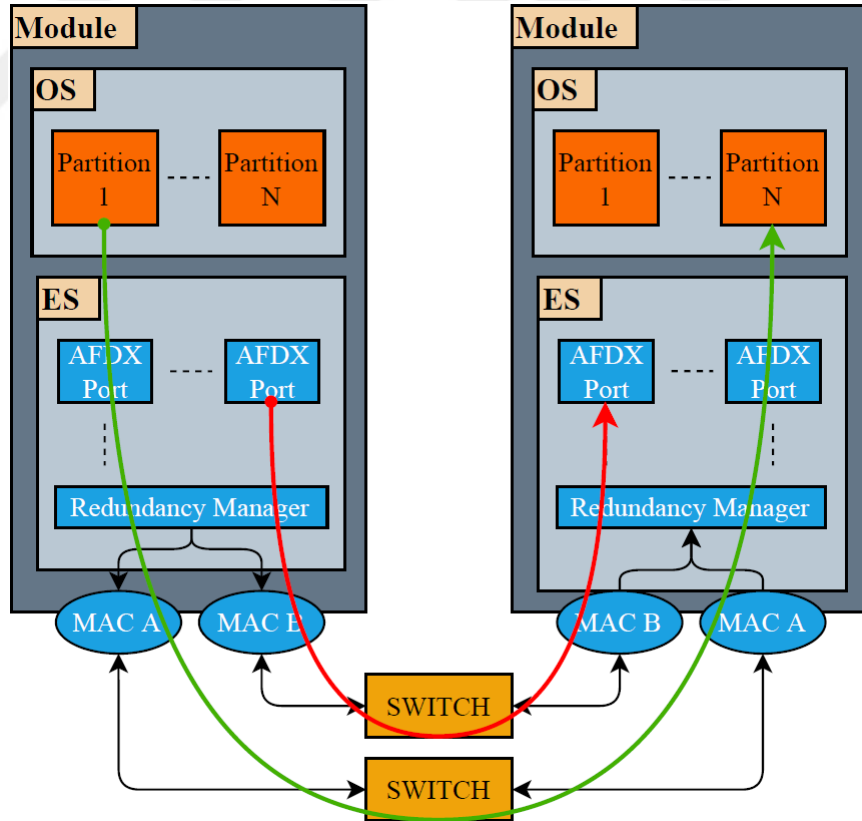 Module
OS
Partition
1
Partition
N
ES
AFDX
Port
AFDX
Port
Redundancy Manager
MAC A
MAC B
Module
OS
Partition
1
Partition
N
ES
AFDX
Port
AFDX
Port
Redundancy Manager
MAC B
MAC A
SWITCH
SWITCH